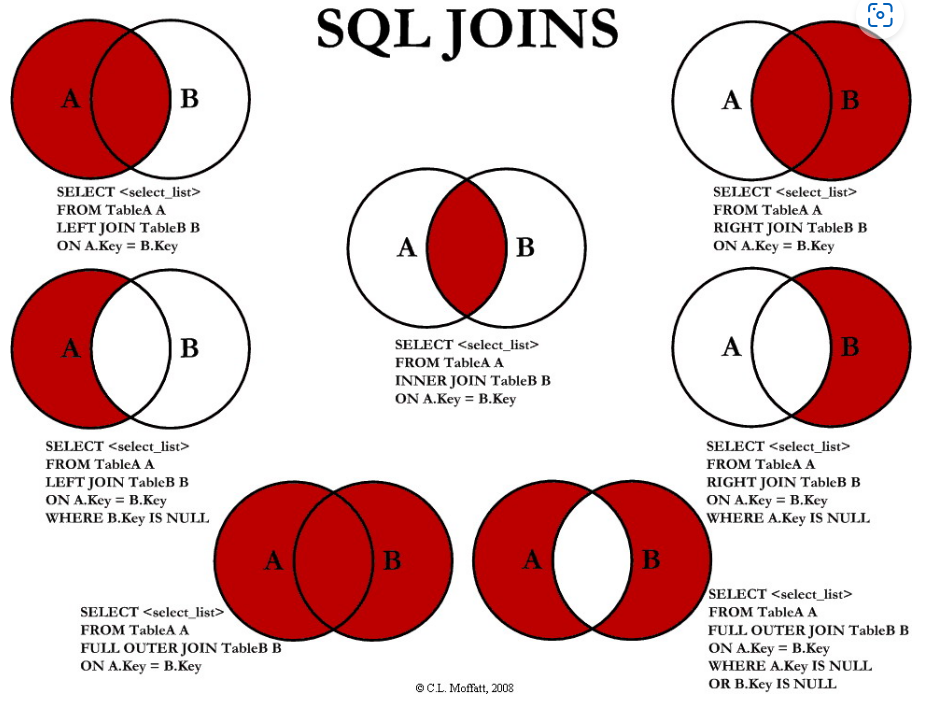 SQL JOINS
A B
SELECT <select_list>
FROM TableA A
LEFT JOIN TableB B
ON A.Key = B.Key
A B
SELECT <select_list>
FROM TableA A
RIGHT JOIN TableB B
ON A.Key = B.Key
A B
SELECT <select_list>
FROM TableA A
INNER JOIN TableB B
ON A.Key = B.Key
A B
SELECT <select_list>
FROM TableA A
LEFT JOIN TableB B
ON A.Key = B.Key
WHERE B.Key IS NULL
A B
SELECT <select_list>
FROM TableA A
RIGHT JOIN TableB B
ON A.Key = B.Key
WHERE A.Key IS NULL
A B
SELECT <select_list>
FROM TableA A
FULL OUTER JOIN TableB B
ON A.Key = B.Key
A B
SELECT <select_list>
FROM TableA A
FULL OUTER JOIN TableB B
ON A.Key = B.Key
WHERE A.Key IS NULL
OR B.Key IS NULL
© C.L. Moffatt, 2008